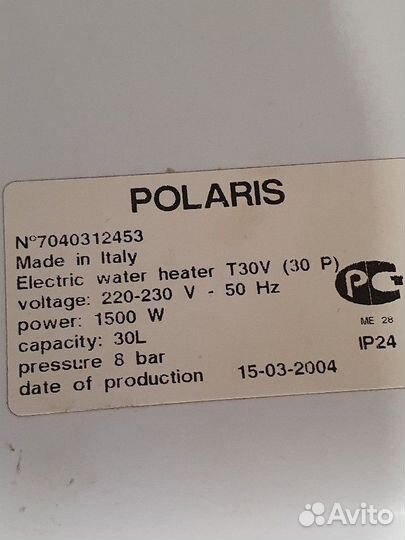 POLARIS
N°7040312453
Made in Italy
Electric water heater T30V (30 P)
voltage: 220-230 V - 50 Hz
power: 1500 W
capacity: 30L
pressure 8 bar
date of production 15-03-2004
РСТ
ME 28
IP24
Avito